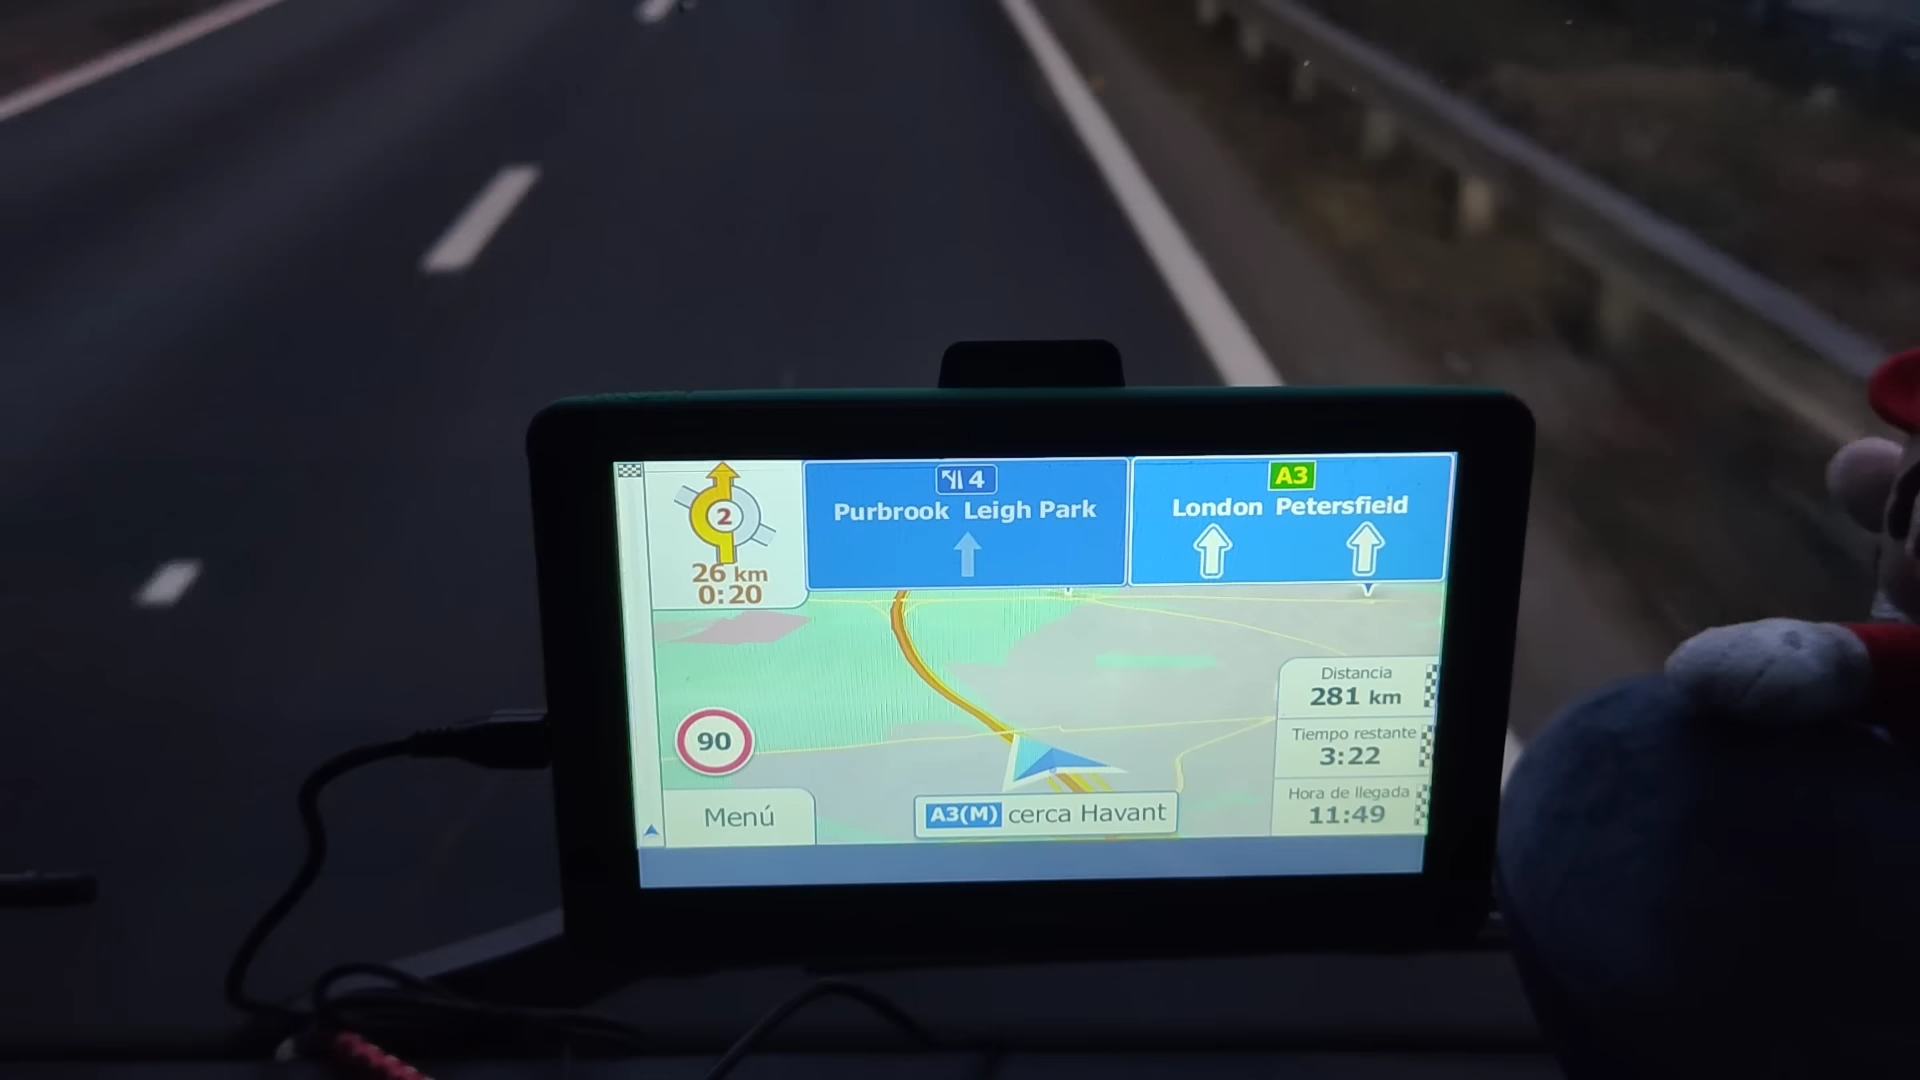 2
26 km
0:20
4
Purbrook Leigh Park
A3
London Petersfield
90
Menú
A3(M) cerca Havant
Distancia
281 km
Tiempo restante
3:22
Hora de llegada
11:49